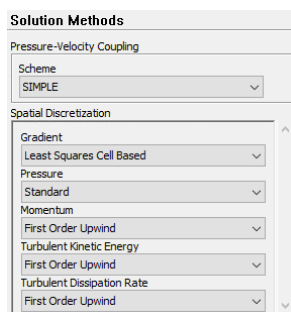 Solution Methods
Pressure-Velocity Coupling
Scheme
SIMPLE
Spatial Discretization
Gradient
Least Squares Cell Based
Pressure
Standard
Momentum
First Order Upwind
Turbulent Kinetic Energy
First Order Upwind
Turbulent Dissipation Rate
First Order Upwind